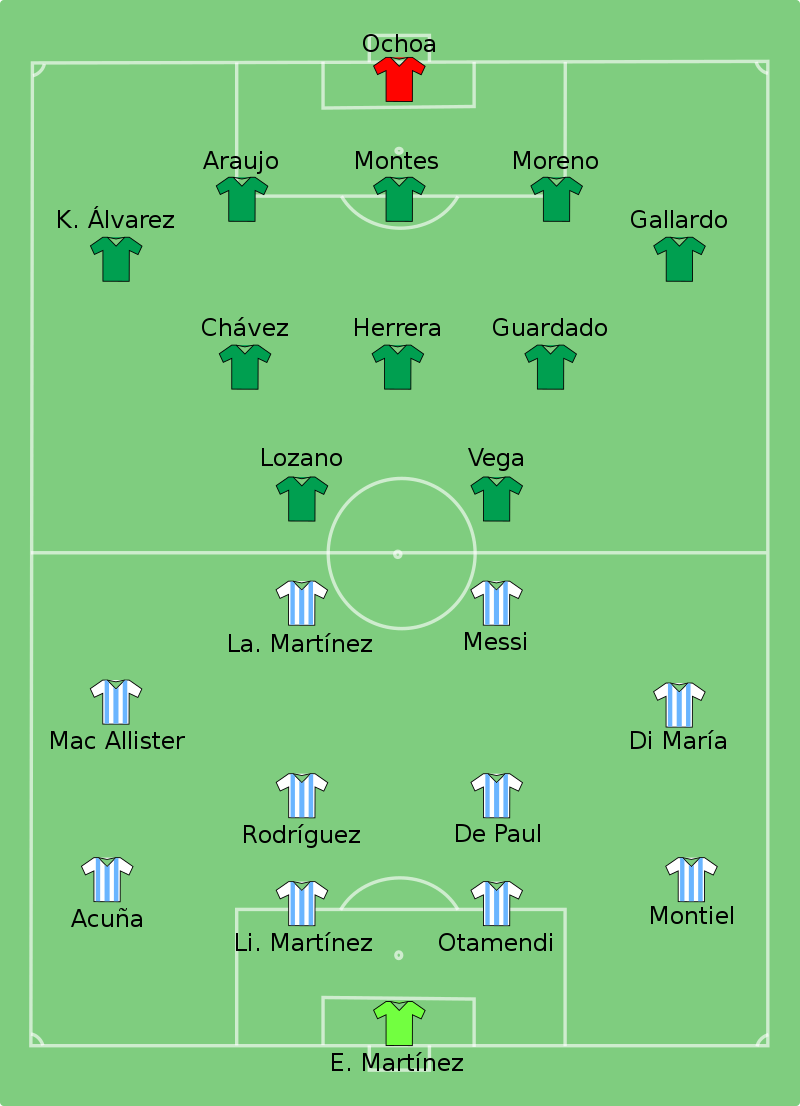 Ochoa
Araujo Montes Moreno
K. Álvarez Gallardo
Chávez Herrera Guardado
Lozano Vega
La. Martínez Messi
Mac Allister Di María
Rodríguez De Paul
Acuña Montiel
Li. Martínez Otamendi
E. Martínez